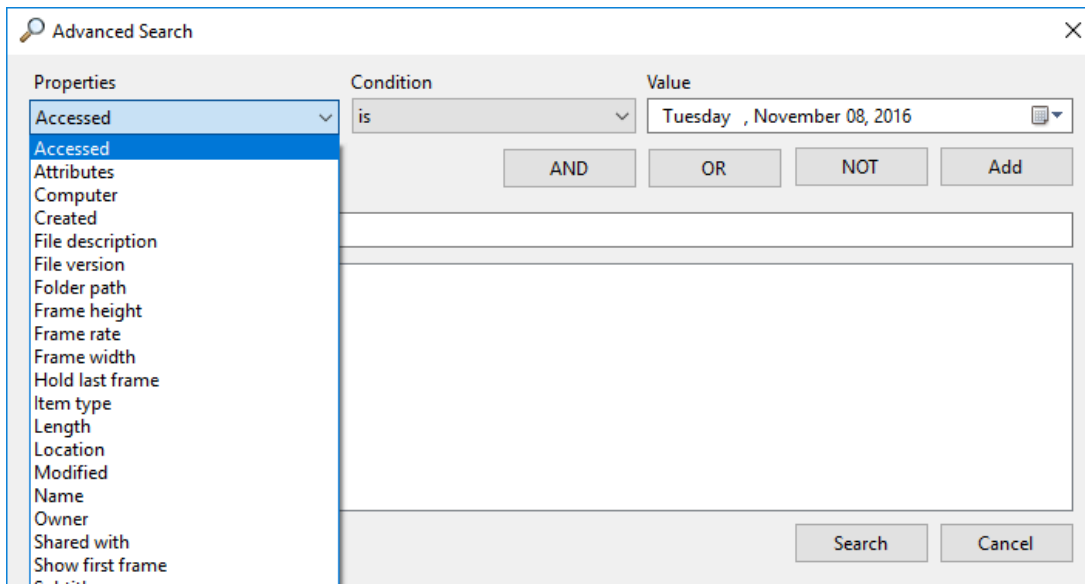 Advanced Search
Properties Condition Value
Accessed is Tuesday , November 08, 2016
AND OR NOT Add
Accessed
Attributes
Computer
Created
File description
File version
Folder path
Frame height
Frame rate
Frame width
Hold last frame
Item type
Length
Location
Modified
Name
Owner
Shared with
Show first frame
Search Cancel